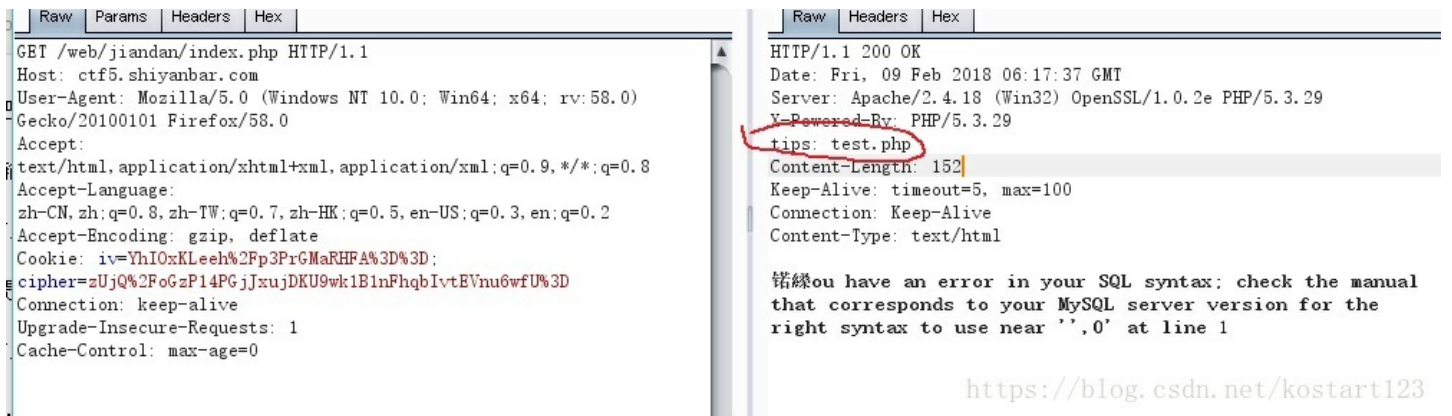 Raw Params Headers Hex
GET /web/jiandan/index.php HTTP/1.1
Host: ctf5.shiyanbar.com
User-Agent: Mozilla/5.0 (Windows NT 10.0; Win64; x64; rv:58.0)
Gecko/20100101 Firefox/58.0
Accept:
text/html,application/xhtml+xml,application/xml;q=0.9,*/*;q=0.8
Accept-Language:
zh-CN,zh;q=0.8,zh-TW;q=0.7,zh-HK;q=0.5,en-US;q=0.3,en;q=0.2
Accept-Encoding: gzip, deflate
Cookie: iv=YhIOxKLeeh%2Fp3PrGMaRHFA%3D%3D;
cipher=zUjQ%2FoGzP14PGjJxujDKU9wk1B1nFhqbIvtEVnu6wfU%3D
Connection: keep-alive
Upgrade-Insecure-Requests: 1
Cache-Control: max-age=0
Raw Headers Hex
HTTP/1.1 200 OK
Date: Fri, 09 Feb 2018 06:17:37 GMT
Server: Apache/2.4.18 (Win32) OpenSSL/1.0.2e PHP/5.3.29
X-Powered-By: PHP/5.3.29
tips: test.php
Content-Length: 152
Keep-Alive: timeout=5, max=100
Connection: Keep-Alive
Content-Type: text/html
锘縔ou have an error in your SQL syntax; check the manual
that corresponds to your MySQL server version for the
right syntax to use near '',0' at line 1
https://blog.csdn.net/kostart123